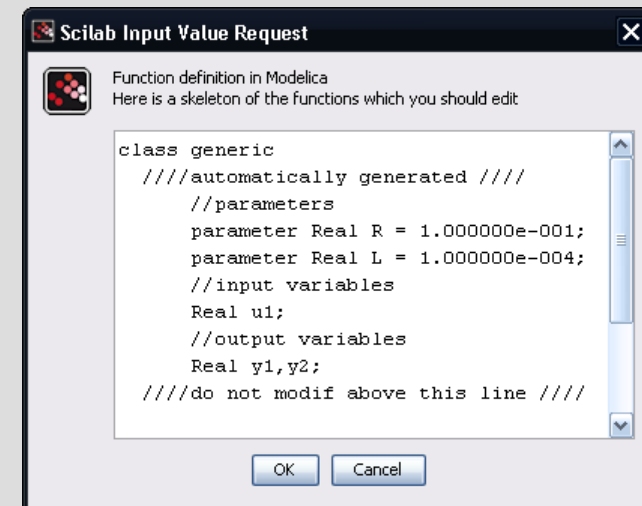 Scilab Input Value Request
Function definition in Modelica
Here is a skeleton of the functions which you should edit
class generic
////automatically generated ////
//parameters
parameter Real R = 1.000000e-001;
parameter Real L = 1.000000e-004;
//input variables
Real u1;
//output variables
Real y1,y2;
////do not modif above this line ////
OK
Cancel